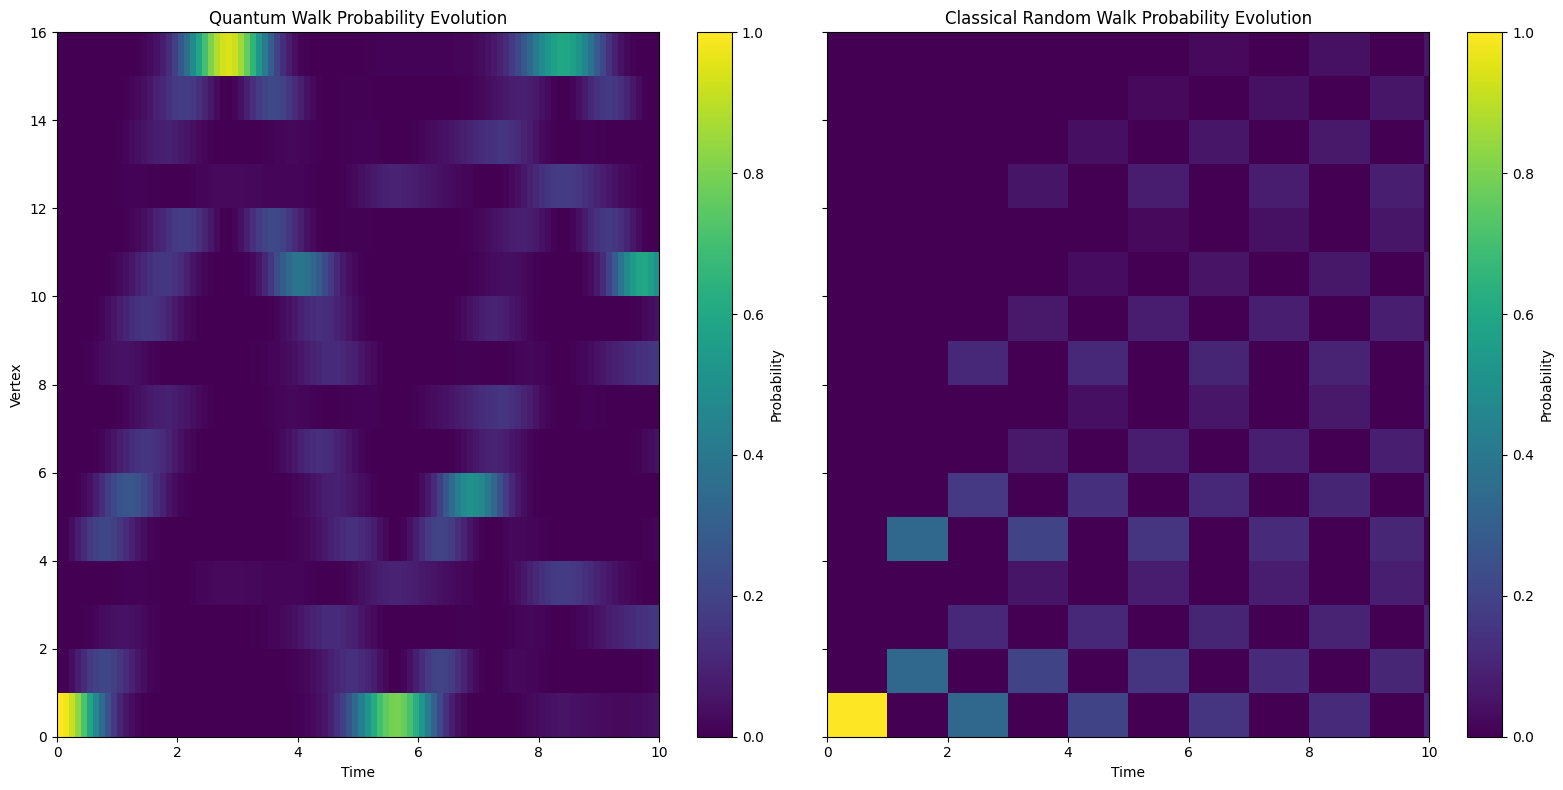 Quantum Walk Probability Evolution
Classical Random Walk Probability Evolution
16
14
12
10
8
6
4
2
0
Vertex
0 2 4 6 8 10
Time
1.0
0.8
0.6
0.4
0.2
0.0
Probability
0 2 4 6 8 10
Time
1.0
0.8
0.6
0.4
0.2
0.0
Probability